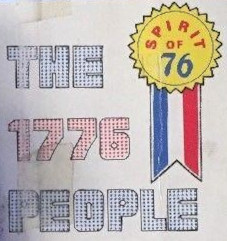 THE
1776
PEOPLE
SPIRIT
OF
76